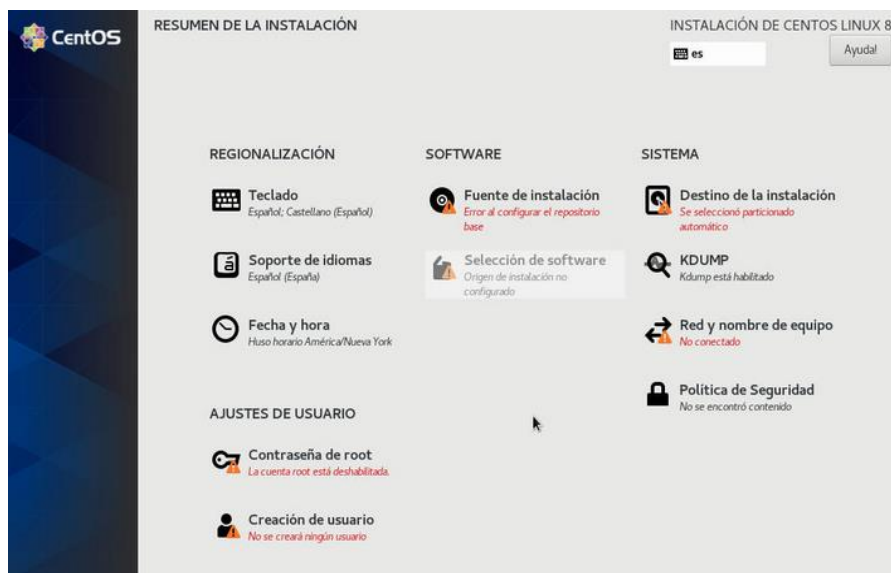 CentOS
RESUMEN DE LA INSTALACIÓN
INSTALACIÓN DE CENTOS LINUX 8
es
Ayuda!
REGIONALIZACIÓN
Teclado
Español; Castellano (Español)
Soporte de idiomas
Español (España)
Fecha y hora
Huso horario América/Nueva York
SOFTWARE
Fuente de instalación
Error al configurar el repositorio
base
Selección de software
Origen de instalación no
configurado
SISTEMA
Destino de la instalación
Se seleccionó particionado
automático
KDUMP
Kdump está habilitado
Red y nombre de equipo
No conectado
Política de Seguridad
No se encontró contenido
AJUSTES DE USUARIO
Contraseña de root
La cuenta root está deshabilitada.
Creación de usuario
No se creará ningún usuario